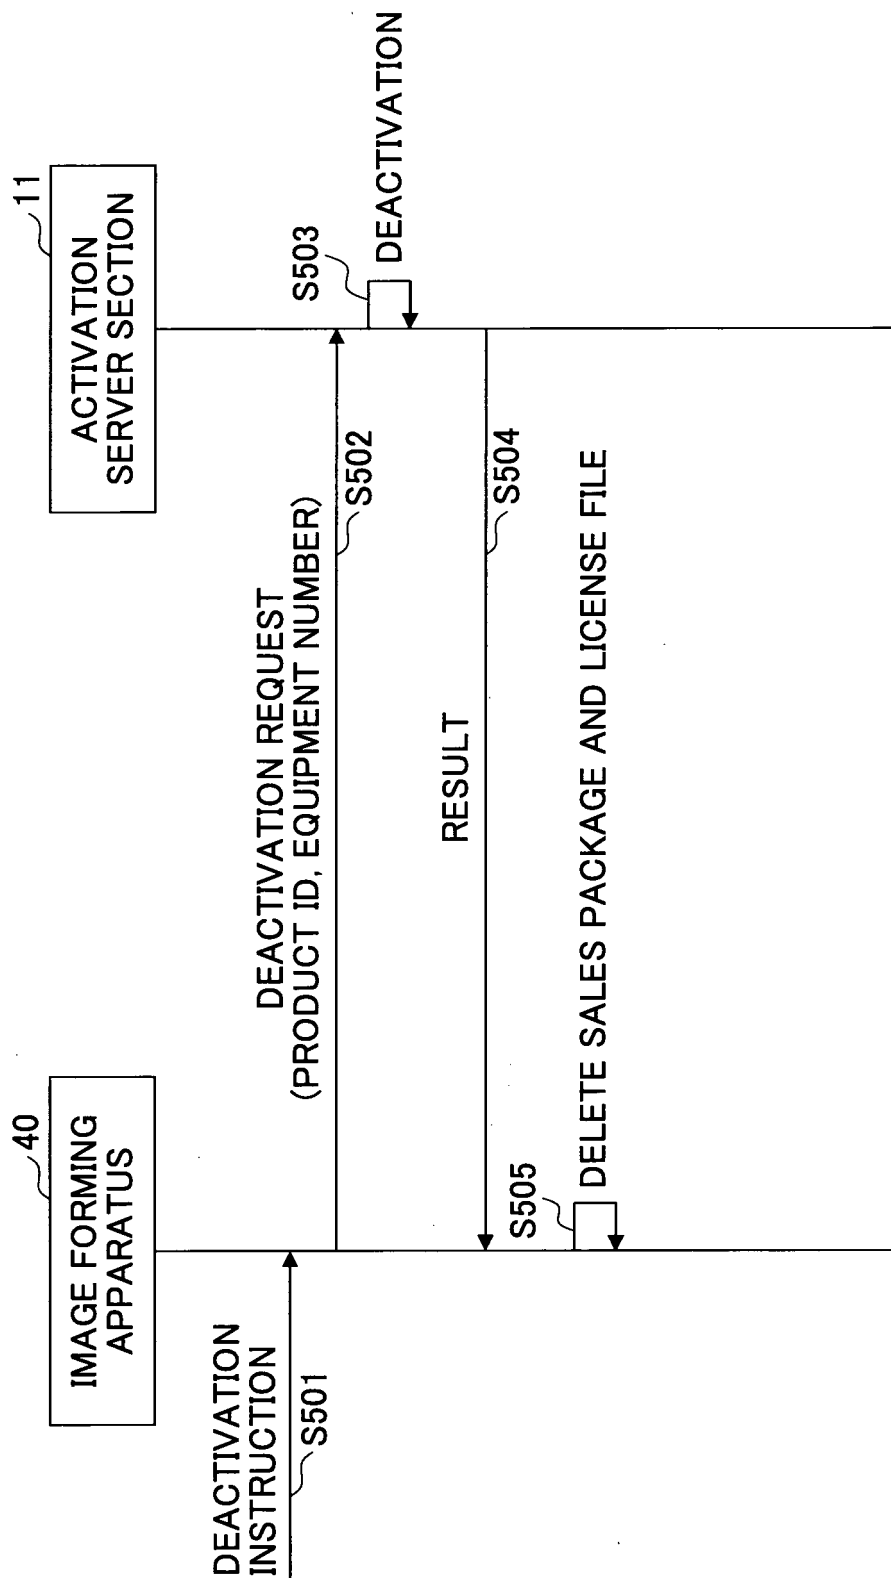 40
IMAGE FORMING
APPARATUS
11
ACTIVATION
SERVER SECTION
DEACTIVATION
INSTRUCTION
S501
DEACTIVATION REQUEST
(PRODUCT ID, EQUIPMENT NUMBER)
S502
S503
DEACTIVATION
RESULT
S504
S505
DELETE SALES PACKAGE AND LICENSE FILE